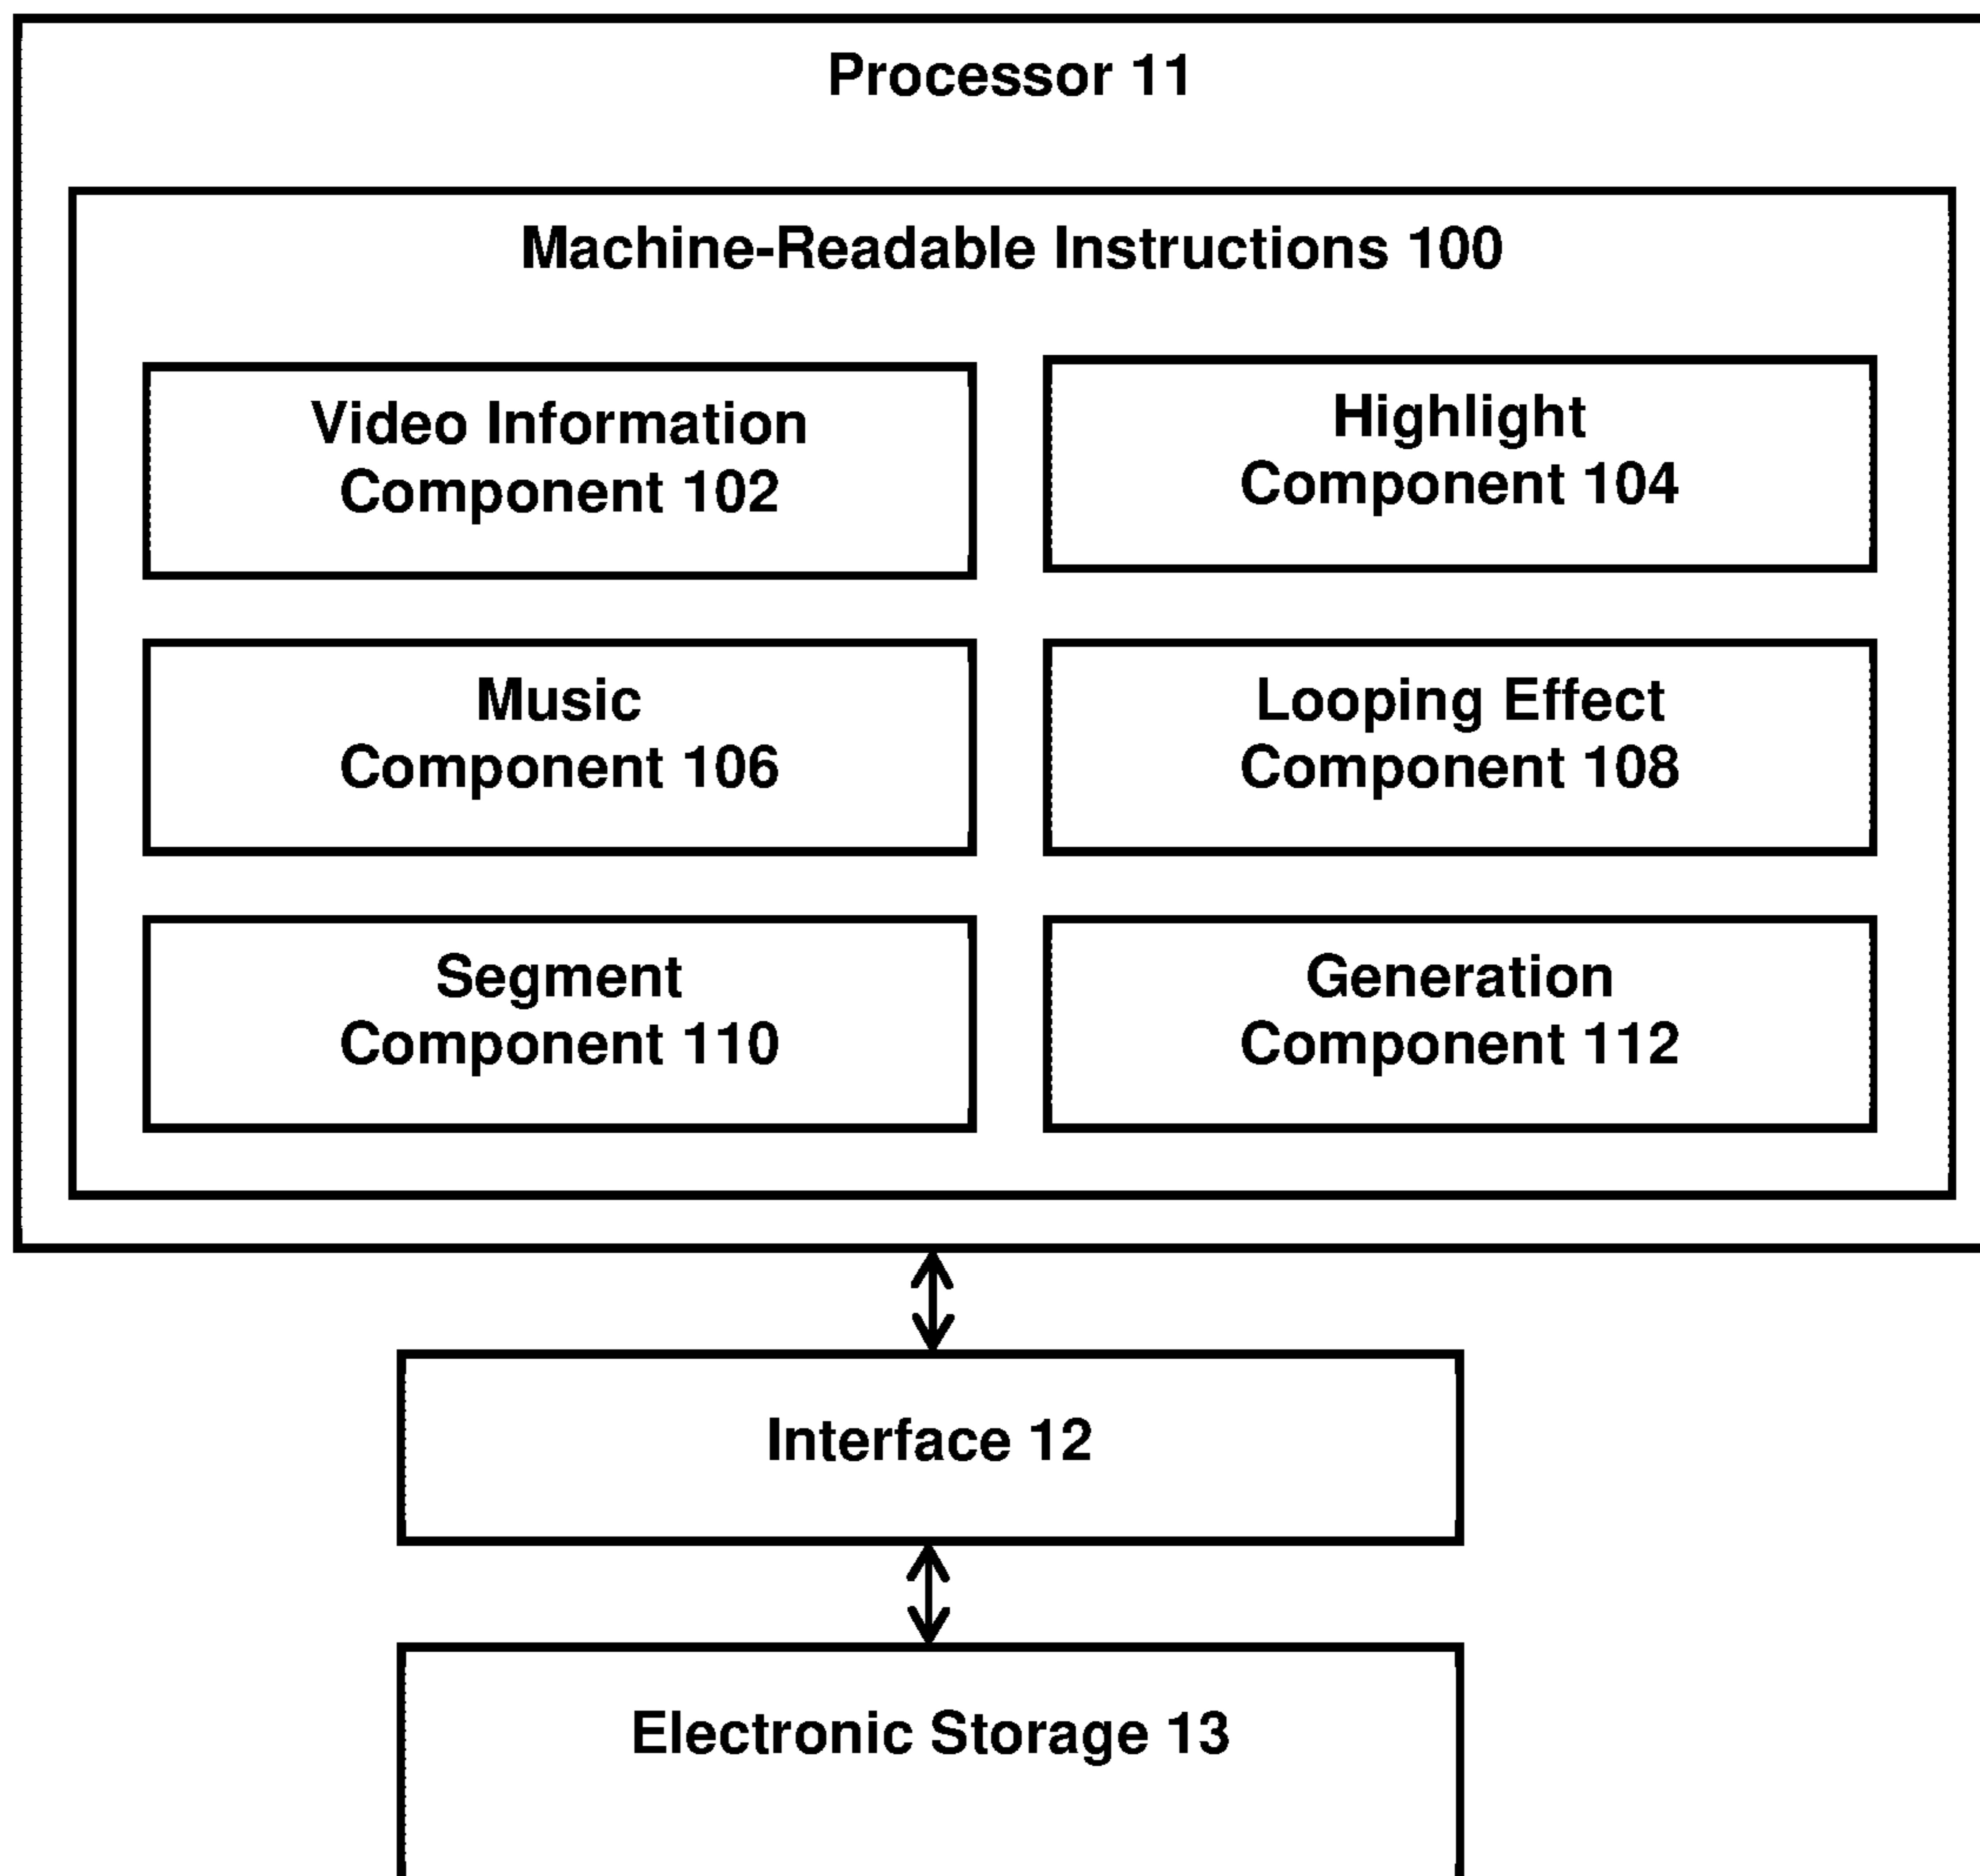 Processor 11
Machine-Readable Instructions 100
Video Information
Component 102
Highlight
Component 104
Music
Component 106
Looping Effect
Component 108
Segment
Component 110
Generation
Component 112
Interface 12
Electronic Storage 13